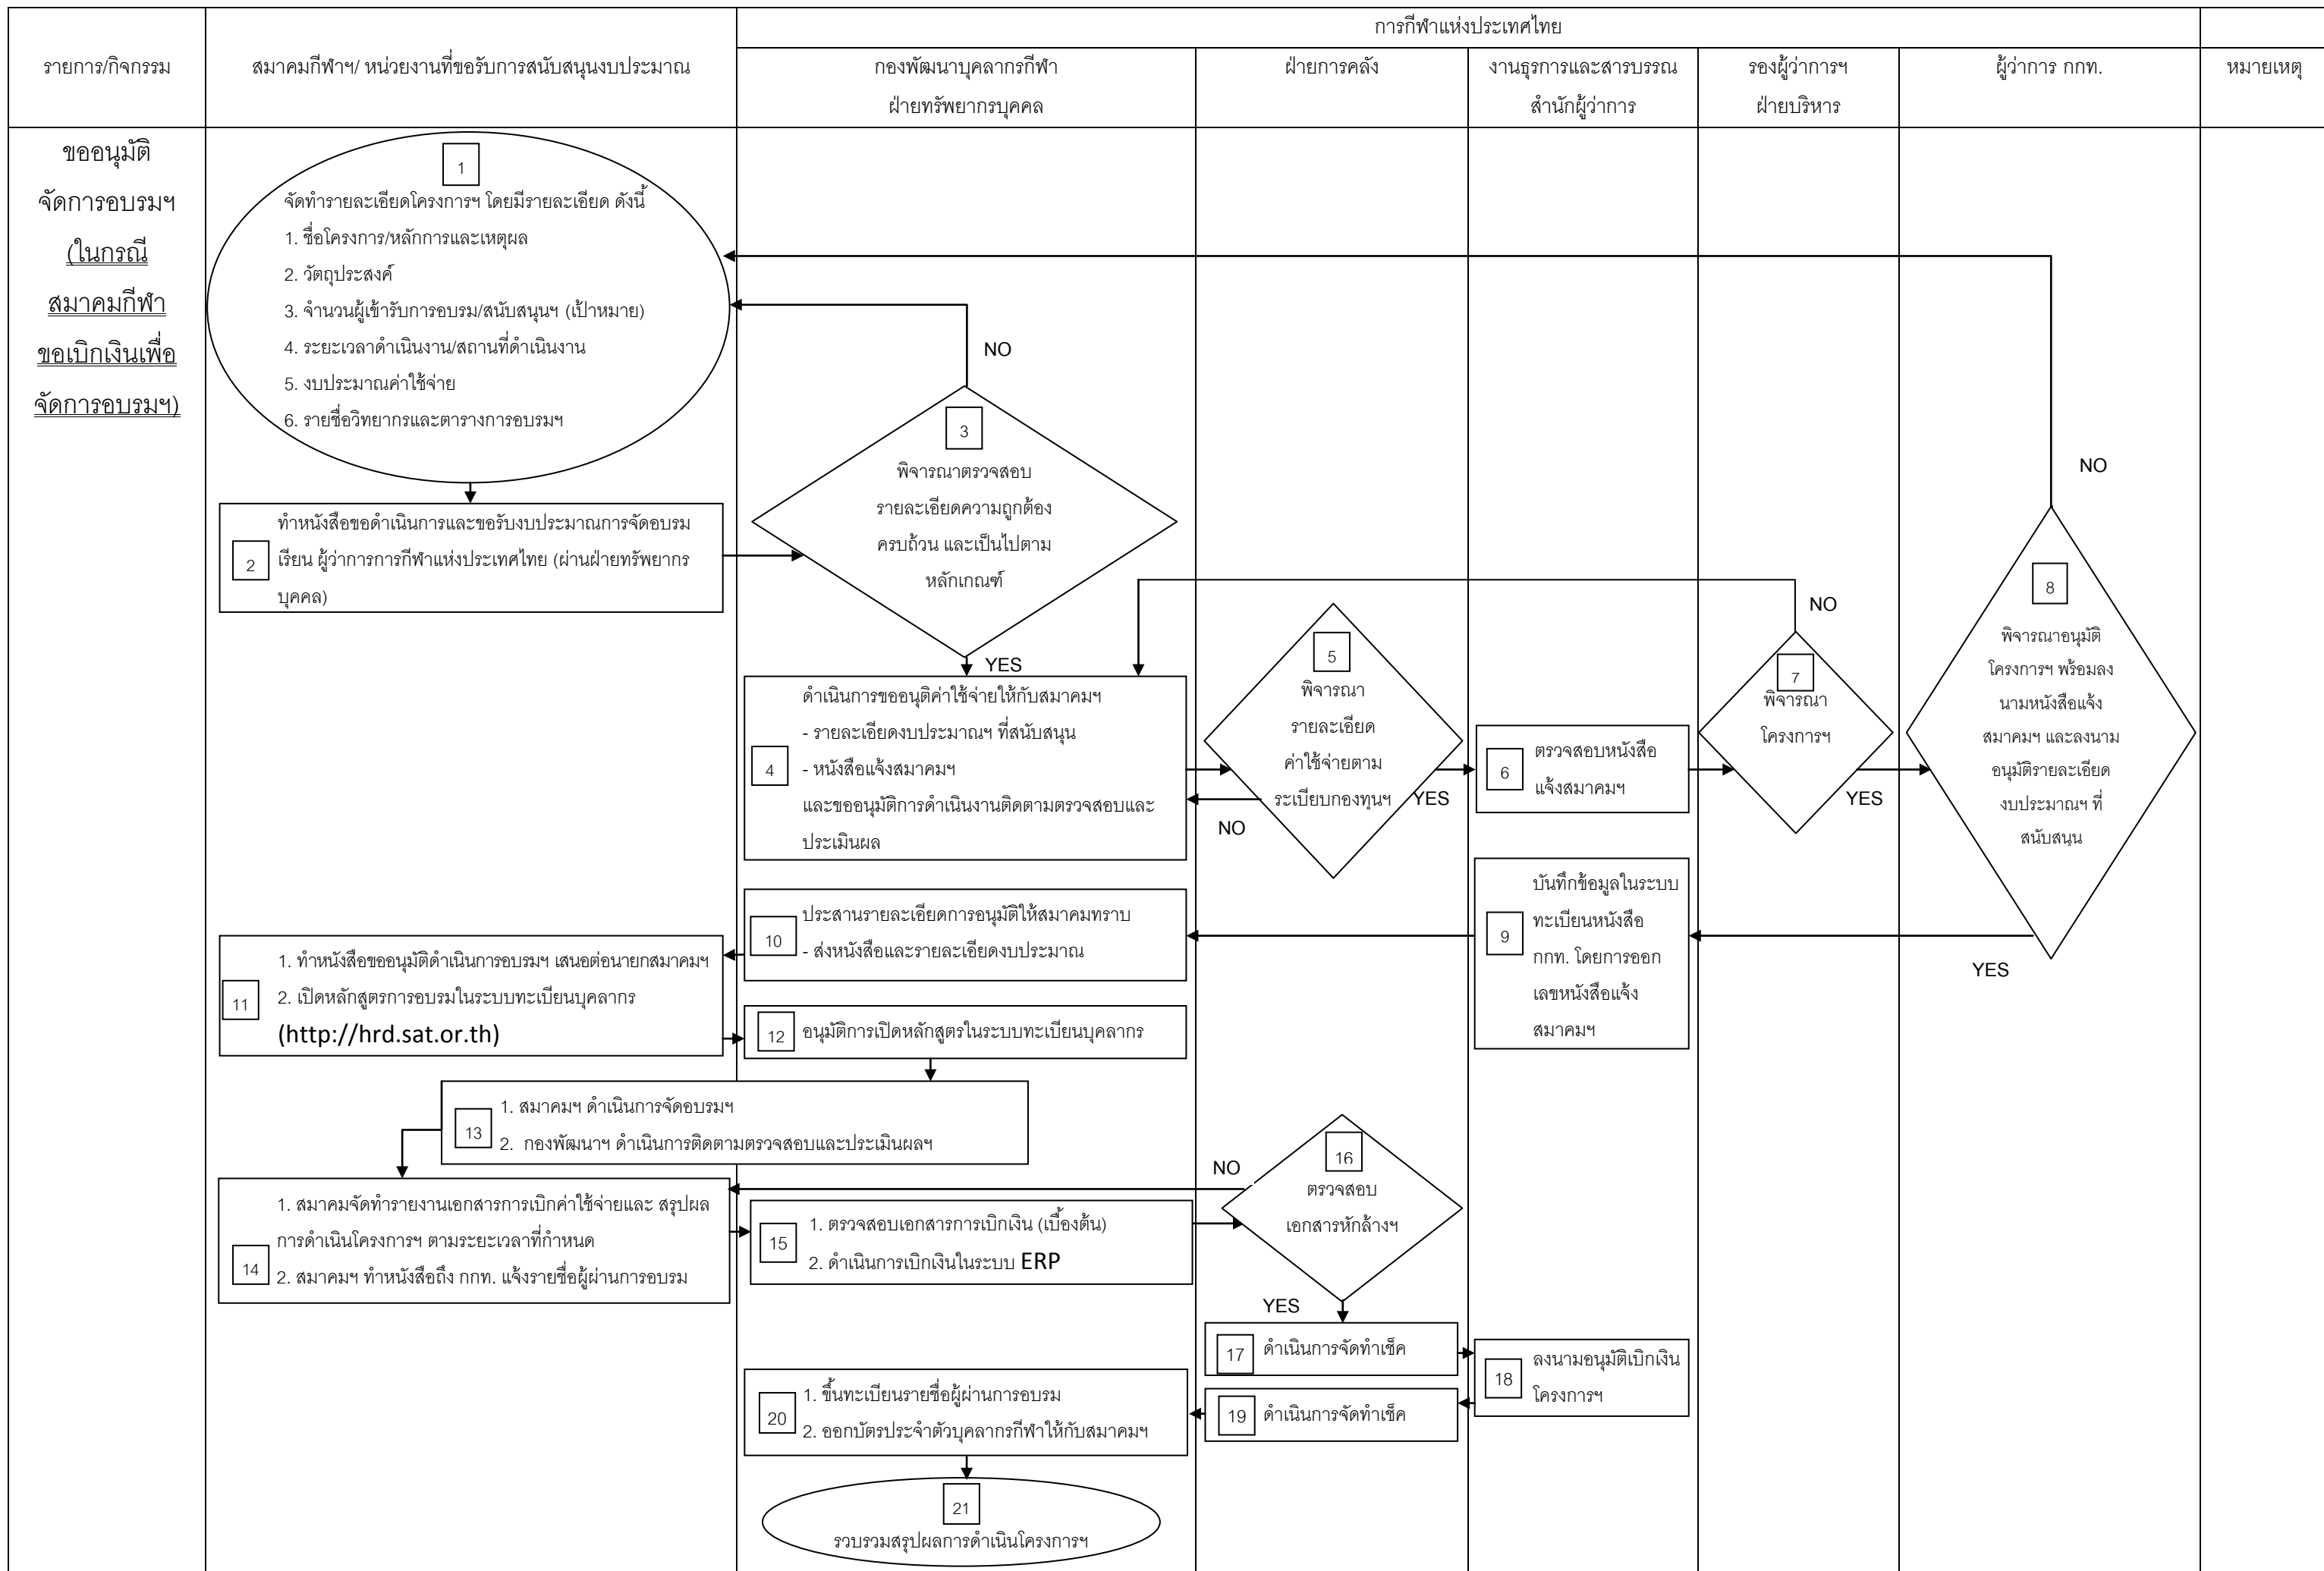 การกีฬาแห่งประเทศไทย
รายการ/กิจกรรม
สมาคมกีฬาฯ/ หน่วยงานที่ขอรับการสนับสนุนงบประมาณ
กองพัฒนาบุคลากรกีฬา
ฝ่ายทรัพยากรบุคคล
ฝ่ายการคลัง
งานธุรการและสารบรรณ
สำนักผู้ว่าการ
รองผู้ว่าการฯ
ฝ่ายบริหาร
ผู้ว่าการ กกท.
หมายเหตุ
ขออนุมัติ
จัดการอบรมฯ
(ในกรณี
สมาคมกีฬา
ขอเบิกเงินเพื่อ
จัดการอบรมฯ)
1
จัดทำรายละเอียดโครงการฯ โดยมีรายละเอียด ดังนี้
1. ชื่อโครงการ/หลักการและเหตุผล
2. วัตถุประสงค์
3. จำนวนผู้เข้ารับการอบรม/สนับสนุนฯ (เป้าหมาย)
4. ระยะเวลาดำเนินงาน/สถานที่ดำเนินงาน
5. งบประมาณค่าใช้จ่าย
6. รายชื่อวิทยากรและตารางการอบรมฯ
2
ทำหนังสือขอดำเนินการและขอรับงบประมาณการจัดอบรม
เรียน ผู้ว่าการการกีฬาแห่งประเทศไทย (ผ่านฝ่ายทรัพยากร
บุคคล)
NO
3
พิจารณาตรวจสอบ
รายละเอียดความถูกต้อง
ครบถ้วน และเป็นไปตาม
หลักเกณฑ์
YES
4
ดำเนินการขออนุติค่าใช้จ่ายให้กับสมาคมฯ
- รายละเอียดงบประมาณฯ ที่สนับสนุน
- หนังสือแจ้งสมาคมฯ
และขออนุมัติการดำเนินงานติดตามตรวจสอบและ
ประเมินผล
5
พิจารณา
รายละเอียด
ค่าใช้จ่ายตาม
ระเบียบกองทุนฯ
YES
NO
6
ตรวจสอบหนังสือ
แจ้งสมาคมฯ
NO
7
พิจารณา
โครงการฯ
YES
NO
8
พิจารณาอนุมัติ
โครงการฯ พร้อมลง
นามหนังสือแจ้ง
สมาคมฯ และลงนาม
อนุมัติรายละเอียด
งบประมาณฯ ที่
สนับสนุน
YES
9
บันทึกข้อมูลในระบบ
ทะเบียนหนังสือ
กกท. โดยการออก
เลขหนังสือแจ้ง
สมาคมฯ
10
ประสานรายละเอียดการอนุมัติให้สมาคมทราบ
- ส่งหนังสือและรายละเอียดงบประมาณ
11
1. ทำหนังสือขออนุมัติดำเนินการอบรมฯ เสนอต่อนายกสมาคมฯ
2. เปิดหลักสูตรการอบรมในระบบทะเบียนบุคลากร
(http://hrd.sat.or.th)
12
อนุมัติการเปิดหลักสูตรในระบบทะเบียนบุคลากร
13
1. สมาคมฯ ดำเนินการจัดอบรมฯ
2. กองพัฒนาฯ ดำเนินการติดตามตรวจสอบและประเมินผลฯ
14
1. สมาคมจัดทำรายงานเอกสารการเบิกค่าใช้จ่ายและ สรุปผล
การดำเนินโครงการฯ ตามระยะเวลาที่กำหนด
2. สมาคมฯ ทำหนังสือถึง กกท. แจ้งรายชื่อผู้ผ่านการอบรม
15
1. ตรวจสอบเอกสารการเบิกเงิน (เบื้องต้น)
2. ดำเนินการเบิกเงินในระบบ ERP
NO
16
ตรวจสอบ
เอกสารหักล้างฯ
YES
17
ดำเนินการจัดทำเช็ค
18
ลงนามอนุมัติเบิกเงิน
โครงการฯ
19
ดำเนินการจัดทำเช็ค
20
1. ขึ้นทะเบียนรายชื่อผู้ผ่านการอบรม
2. ออกบัตรประจำตัวบุคลากรกีฬาให้กับสมาคมฯ
21
รวบรวมสรุปผลการดำเนินโครงการฯ